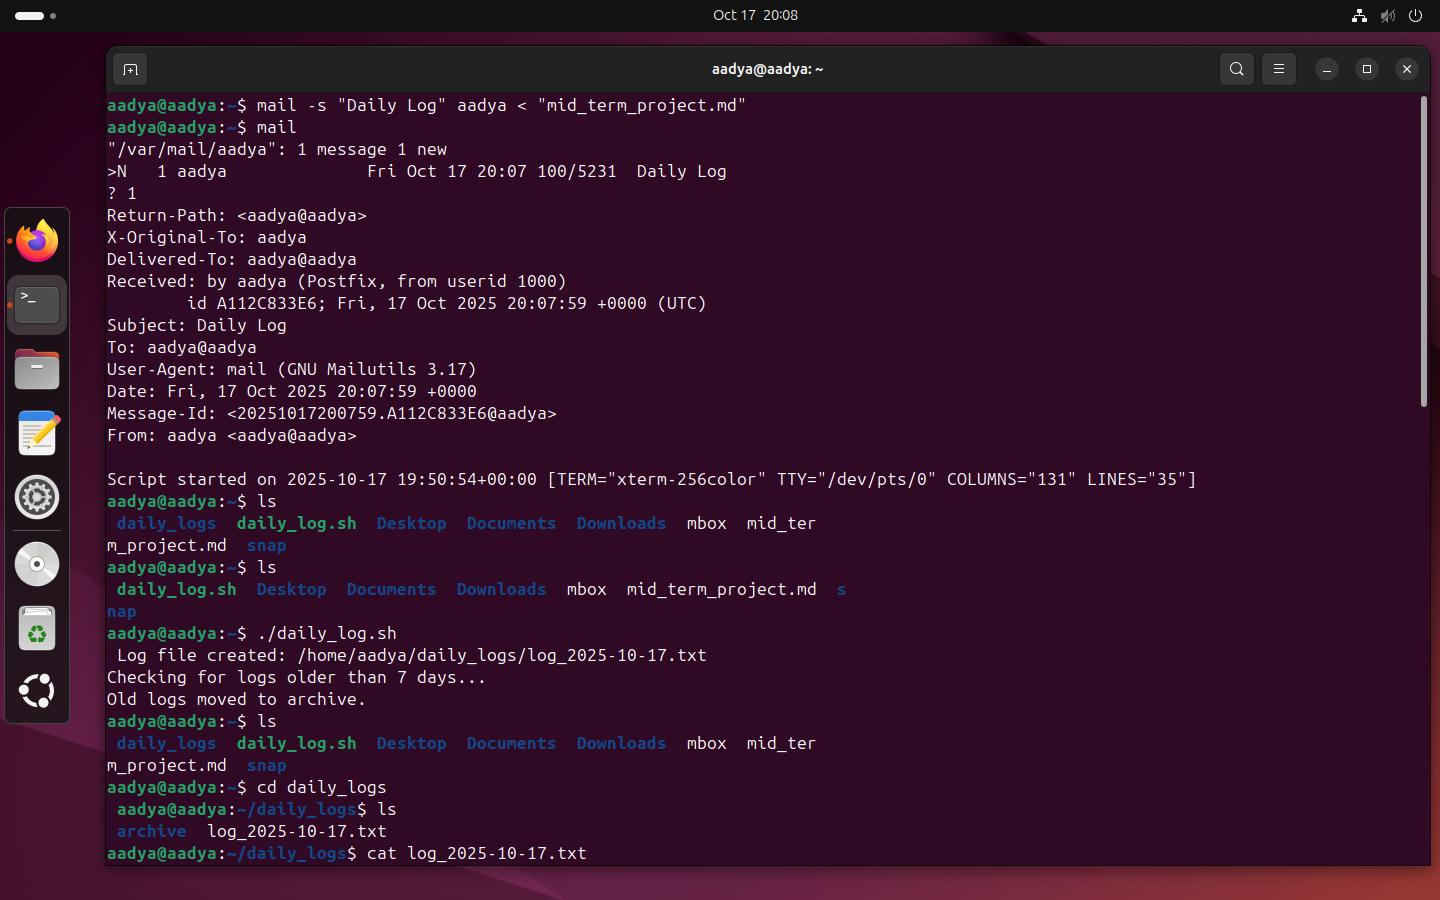 Oct 17 20:08
aadya@aadya: ~
aadya@aadya:~$ mail -s "Daily Log" aadya < "mid_term_project.md"
aadya@aadya:~$ mail
"/var/mail/aadya": 1 message 1 new
>N   1 aadya              Fri Oct 17 20:07 100/5231  Daily Log
? 1
Return-Path: <aadya@aadya>
X-Original-To: aadya
Delivered-To: aadya@aadya
Received: by aadya (Postfix, from userid 1000)
        id A112C833E6; Fri, 17 Oct 2025 20:07:59 +0000 (UTC)
Subject: Daily Log
To: aadya@aadya
User-Agent: mail (GNU Mailutils 3.17)
Date: Fri, 17 Oct 2025 20:07:59 +0000
Message-Id: <20251017200759.A112C833E6@aadya>
From: aadya <aadya@aadya>
Script started on 2025-10-17 19:50:54+00:00 [TERM="xterm-256color" TTY="/dev/pts/0" COLUMNS="131" LINES="35"]
aadya@aadya:~$ ls
 daily_logs  daily_log.sh  Desktop  Documents  Downloads  mbox  mid_ter
m_project.md  snap
aadya@aadya:~$ ls
 daily_log.sh  Desktop  Documents  Downloads  mbox  mid_term_project.md  s
nap
aadya@aadya:~$ ./daily_log.sh
 Log file created: /home/aadya/daily_logs/log_2025-10-17.txt
Checking for logs older than 7 days...
Old logs moved to archive.
aadya@aadya:~$ ls
 daily_logs  daily_log.sh  Desktop  Documents  Downloads  mbox  mid_ter
m_project.md  snap
aadya@aadya:~$ cd daily_logs
 aadya@aadya:~/daily_logs$ ls
 archive  log_2025-10-17.txt
aadya@aadya:~/daily_logs$ cat log_2025-10-17.txt